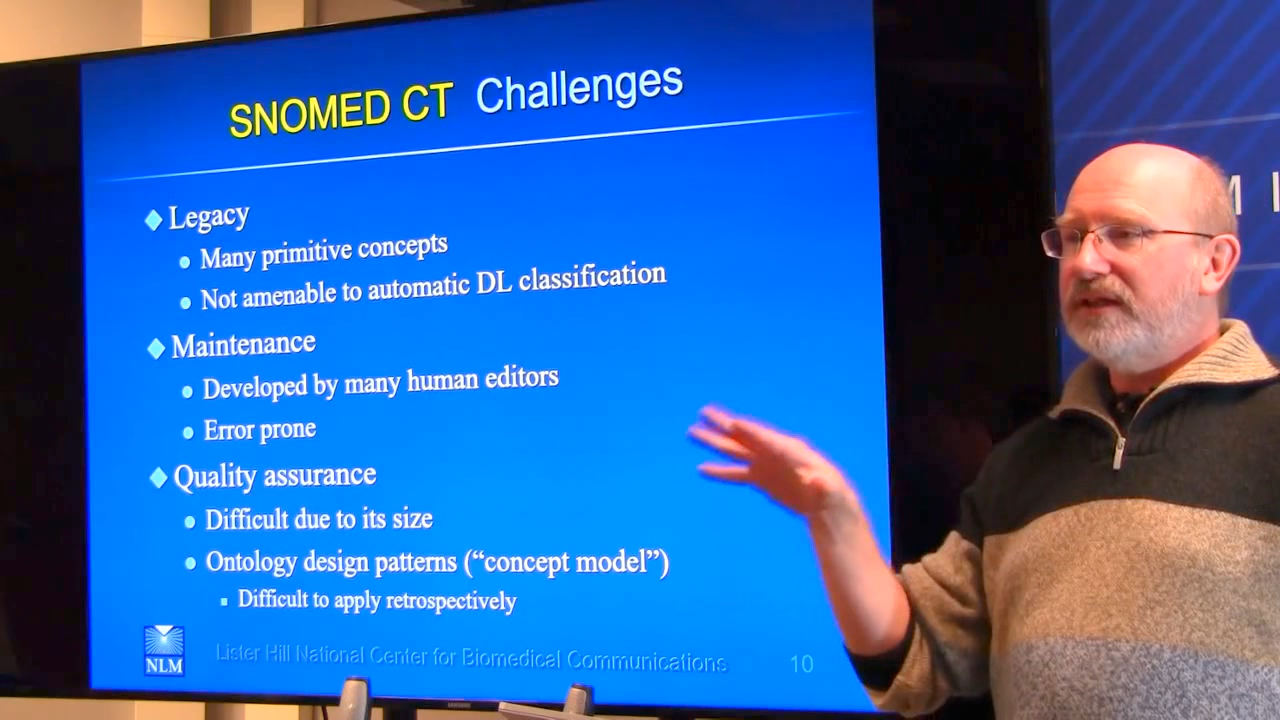 SNOMED CT Challenges
Legacy
Many primitive concepts
Not amenable to automatic DL classification
Maintenance
Developed by many human editors
Error prone
Quality assurance
Difficult due to its size
Ontology design patterns (“concept model”)
Difficult to apply retrospectively
NLM
Lister Hill National Center for Biomedical Communications
10
M I